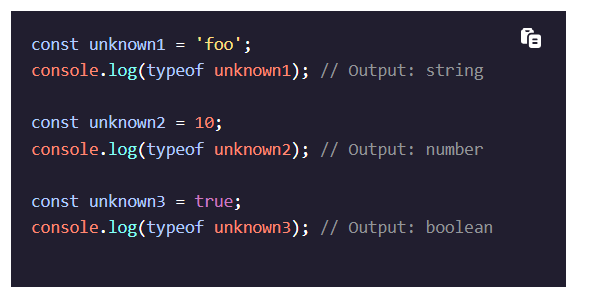 const unknown1 = 'foo';
console.log(typeof unknown1); // Output: string
const unknown2 = 10;
console.log(typeof unknown2); // Output: number
const unknown3 = true;
console.log(typeof unknown3); // Output: boolean